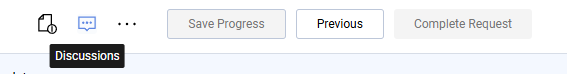 Save Progress
Previous
Complete Request
Discussions